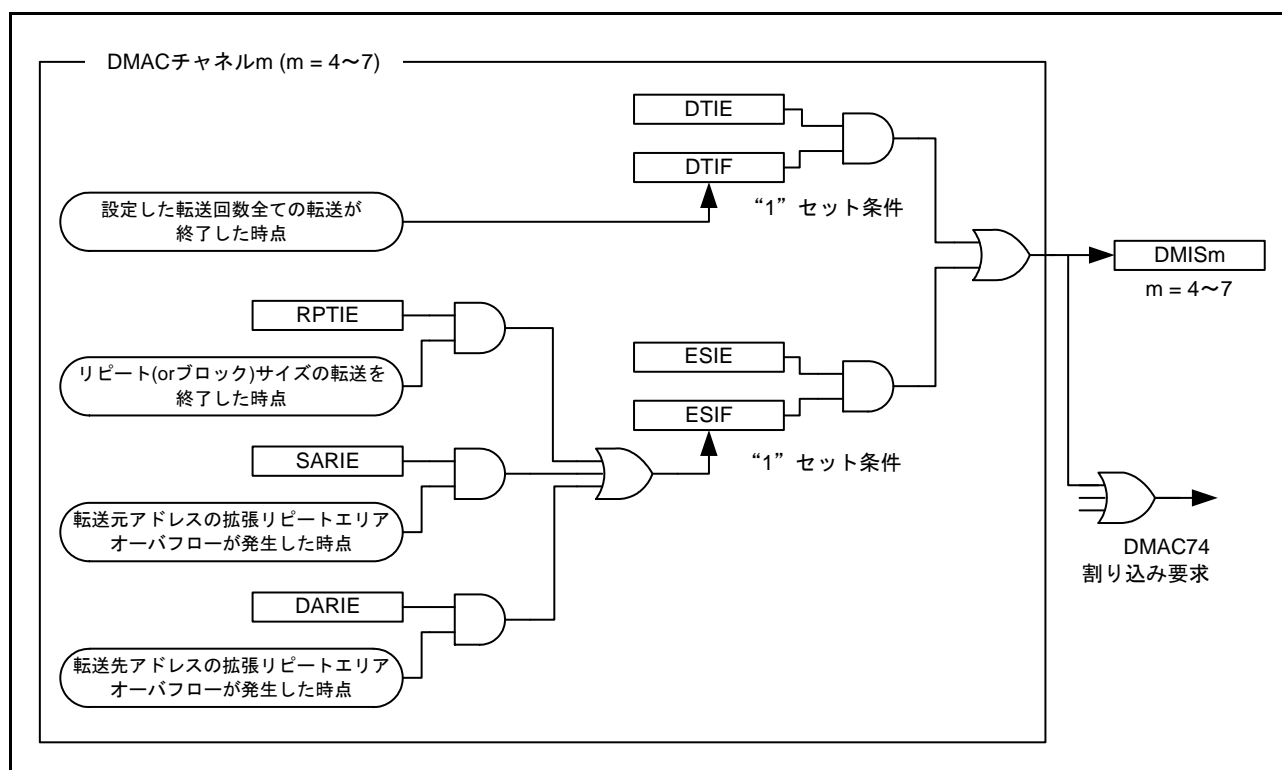 DMACチャネルm (m = 4～7)
DTIE
DTIF
“1”セット条件
設定した転送回数全ての転送が
終了した時点
DMISm
m = 4～7
RPTIE
リピート(orブロック)サイズの転送を
終了した時点
ESIE
ESIF
“1”セット条件
SARIE
転送元アドレスの拡張リピートエリア
オーバフローが発生した時点
DMAC74
割り込み要求
DARIE
転送先アドレスの拡張リピートエリア
オーバフローが発生した時点